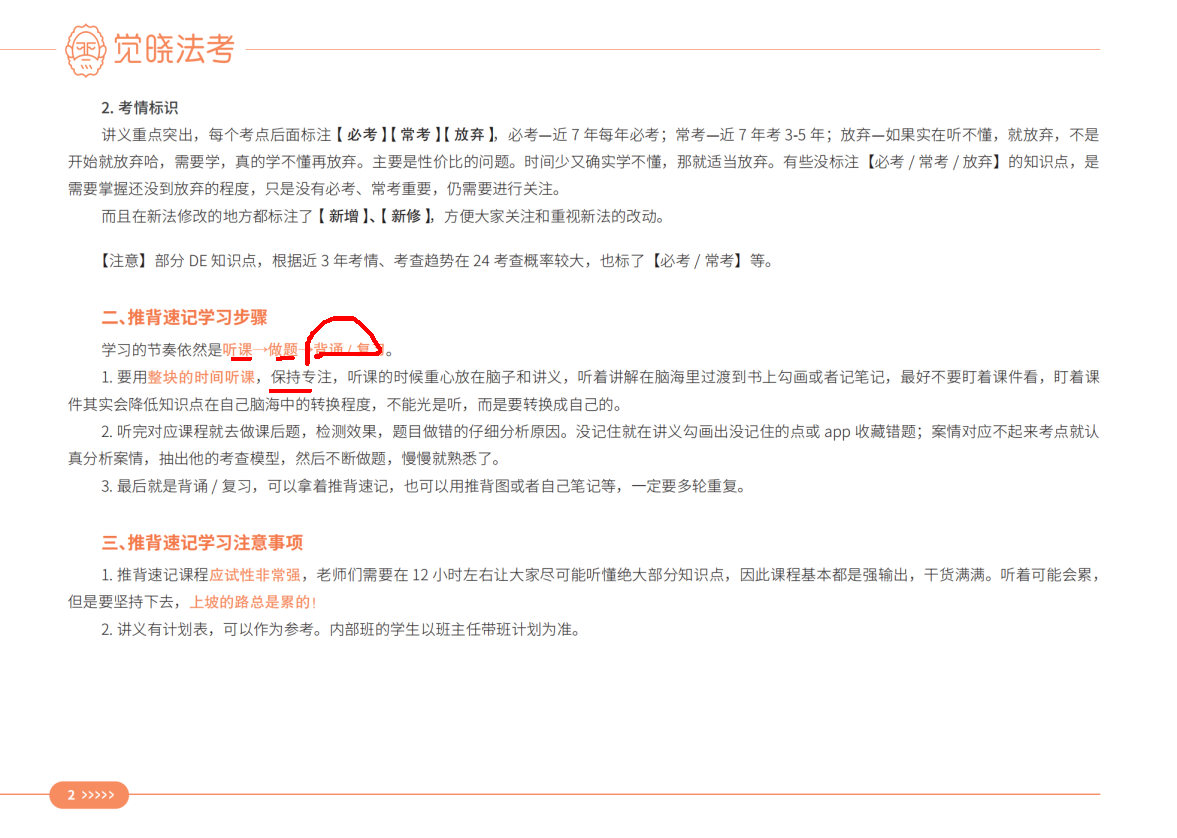 觉晓法考
2. 考情标识
讲义重点突出，每个考点后面标注【 必考 】【 常考 】【 放弃 】，必考—近 7 年每年必考；常考—近 7 年考 3-5 年；放弃—如果实在听不懂，就放弃，不是
开始就放弃哈，需要学，真的学不懂再放弃。主要是性价比的问题。时间少又确实学不懂，那就适当放弃。有些没标注【必考 / 常考 / 放弃】的知识点，是
需要掌握还没到放弃的程度，只是没有必考、常考重要，仍需要进行关注。
而且在新法修改的地方都标注了【 新增 】、【 新修 】，方便大家关注和重视新法的改动。
【注意】部分 DE 知识点，根据近 3 年考情、考查趋势在 24 考查概率较大，也标了【必考 / 常考】等。
二、推背速记学习步骤
学习的节奏依然是听课→做题→背诵 / 复习。
1. 要用整块的时间听课，保持专注，听课的时候重心放在脑子和讲义，听着讲解在脑海里过渡到书上勾画或者记笔记，最好不要盯着课件看，盯着课
件其实会降低知识点在自己脑海中的转换程度，不能光是听，而是要转换成自己的。
2. 听完对应课程就去做课后题，检测效果，题目做错的仔细分析原因。没记住就在讲义勾画出没记住的点或 app 收藏错题；案情对应不起来考点就认
真分析案情，抽出他的考查模型，然后不断做题，慢慢就熟悉了。
3. 最后就是背诵 / 复习，可以拿着推背速记，也可以用推背图或者自己笔记等，一定要多轮重复。
三、推背速记学习注意事项
1. 推背速记课程应试性非常强，老师们需要在 12 小时左右让大家尽可能听懂绝大部分知识点，因此课程基本都是强输出，干货满满。听着可能会累，
但是要坚持下去，上坡的路总是累的！
2. 讲义有计划表，可以作为参考。内部班的学生以班主任带班计划为准。
2 >>>>>